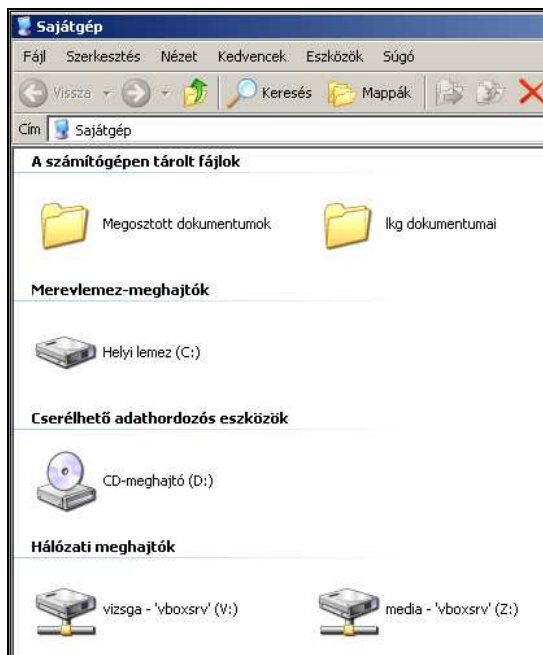 Sajátgép
Fájl Szerkesztés Nézet Kedvencek Eszközök Súgó
Vissza Keresés Mappák
Cím Sajátgép
A számítógépen tárolt fájlok
Megosztott dokumentumok lkg dokumentumai
Merevlemez-meghajtók
Helyi lemez (C:)
Cserélhető adathordozós eszközök
CD-meghajtó (D:)
Hálózati meghajtók
vizsga - 'vboxsrv' (V:) media - 'vboxsrv' (Z:)